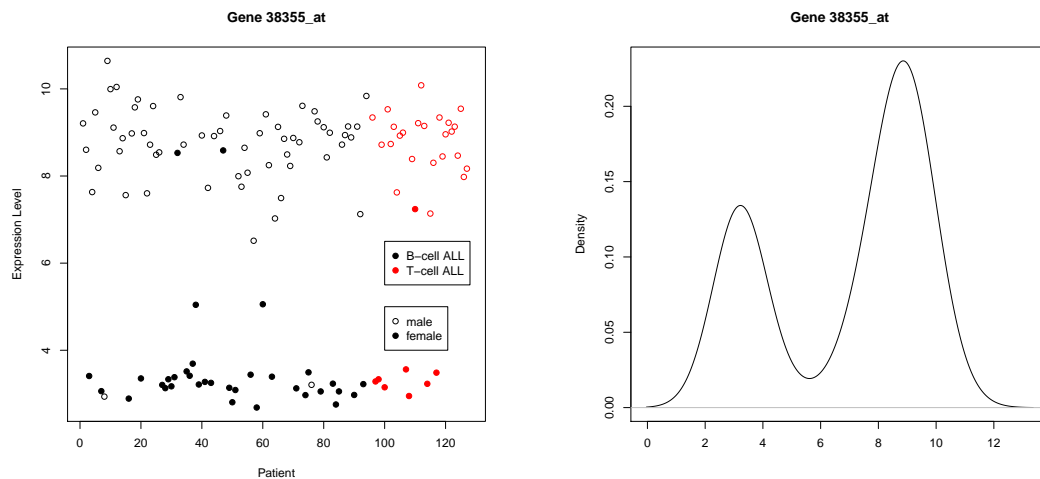 Gene 38355_at
Expression Level
10
8
6
4
B−cell ALL
T−cell ALL
male
female
0 20 40 60 80 100 120
Patient
Gene 38355_at
Density
0.20
0.15
0.10
0.05
0.00
0 2 4 6 8 10 12